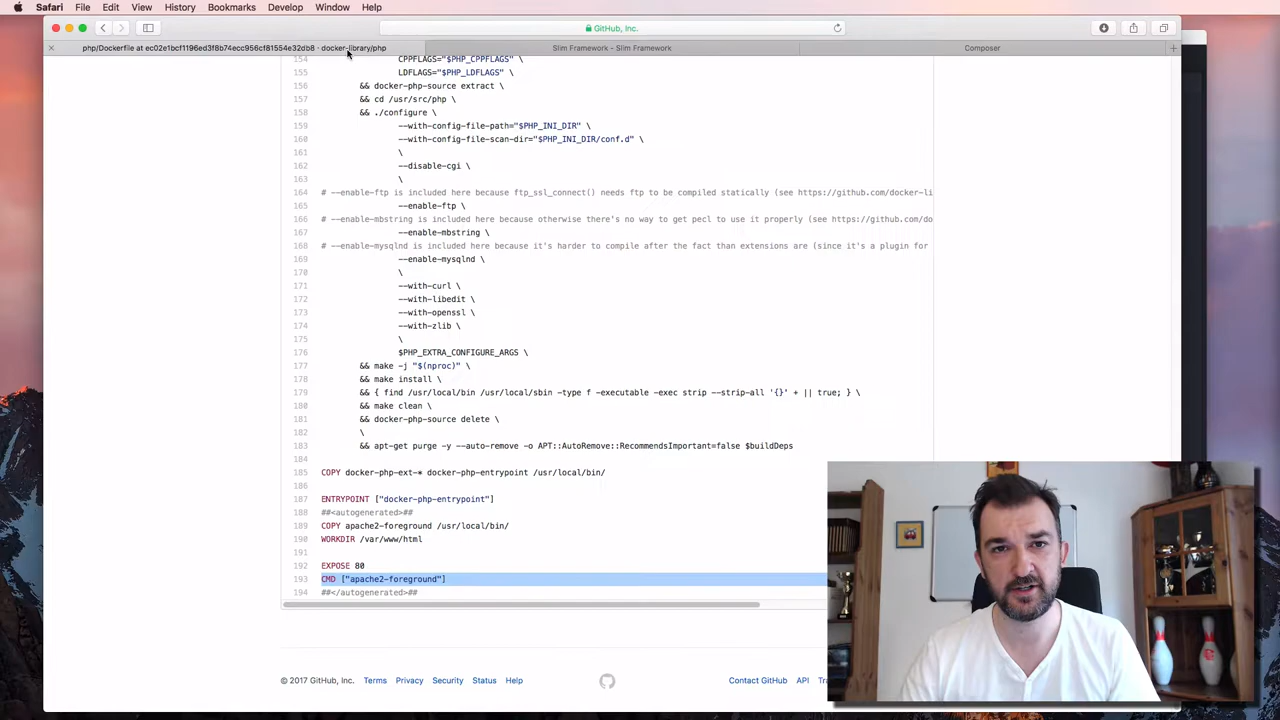 Safari File Edit View History Bookmarks Develop Window Help
GitHub, Inc.
php/Dockerfile at ec02e1bcf1196ed3f8b74ecc956cf81554e32db8 · docker-library/php
Slim Framework - Slim Framework
Composer
154 CPPFLAGS="$PHP_CPPFLAGS" \
155 LDFLAGS="$PHP_LDFLAGS" \
156 && docker-php-source extract \
157 && cd /usr/src/php \
158 && ./configure \
159 --with-config-file-path="$PHP_INI_DIR" \
160 --with-config-file-scan-dir="$PHP_INI_DIR/conf.d" \
161 \
162 --disable-cgi \
163 \
164 # --enable-ftp is included here because ftp_ssl_connect() needs ftp to be compiled statically (see https://github.com/docker-li
165 --enable-ftp \
166 # --enable-mbstring is included here because otherwise there's no way to get pecl to use it properly (see https://github.com/do
167 --enable-mbstring \
168 # --enable-mysqlnd is included here because it's harder to compile after the fact than extensions are (since it's a plugin for
169 --enable-mysqlnd \
170 \
171 --with-curl \
172 --with-libedit \
173 --with-openssl \
174 --with-zlib \
175 \
176 $PHP_EXTRA_CONFIGURE_ARGS \
177 && make -j "$(nproc)" \
178 && make install \
179 && { find /usr/local/bin /usr/local/sbin -type f -executable -exec strip --strip-all '{}' + || true; } \
180 && make clean \
181 && docker-php-source delete \
182 \
183 && apt-get purge -y --auto-remove -o APT::AutoRemove::RecommendsImportant=false $buildDeps
184
185 COPY docker-php-ext-* docker-php-entrypoint /usr/local/bin/
186
187 ENTRYPOINT ["docker-php-entrypoint"]
188 ##<autogenerated>##
189 COPY apache2-foreground /usr/local/bin/
190 WORKDIR /var/www/html
191
192 EXPOSE 80
193 CMD ["apache2-foreground"]
194 ##</autogenerated>##
© 2017 GitHub, Inc. Terms Privacy Security Status Help
Contact GitHub API Tra